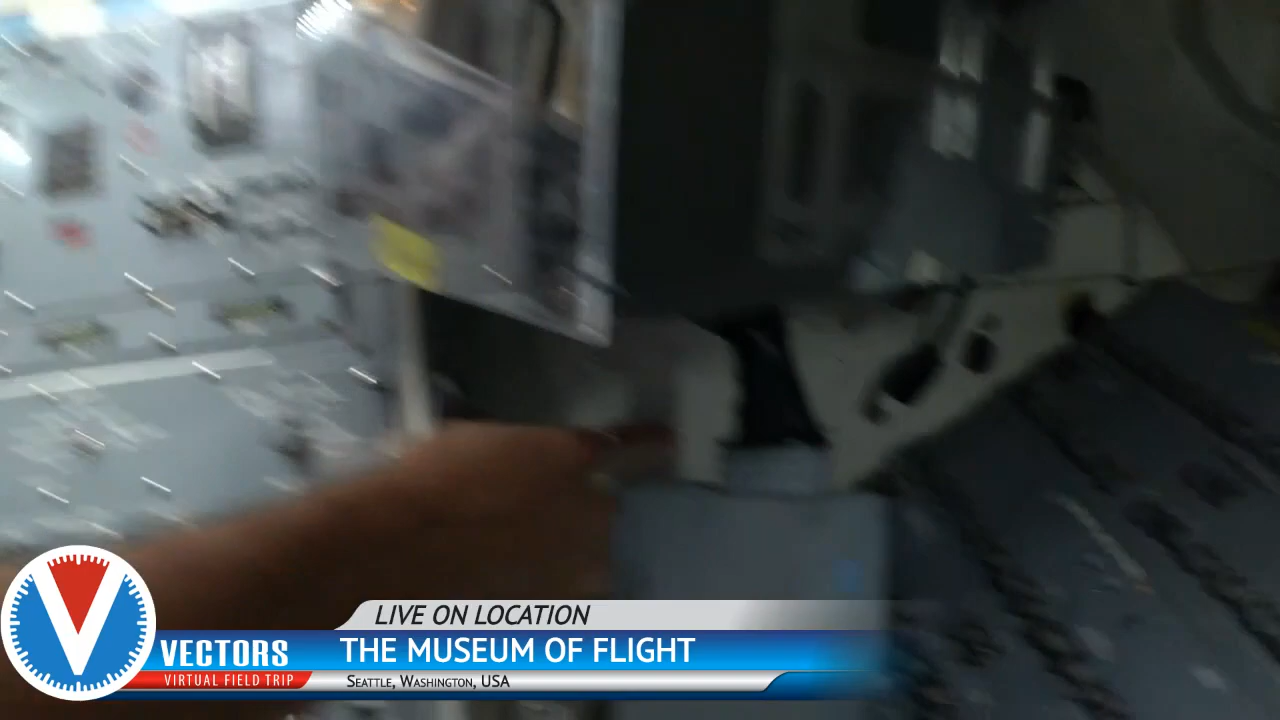 LIVE ON LOCATION
VECTORS THE MUSEUM OF FLIGHT
VIRTUAL FIELD TRIP SEATTLE, WASHINGTON, USA